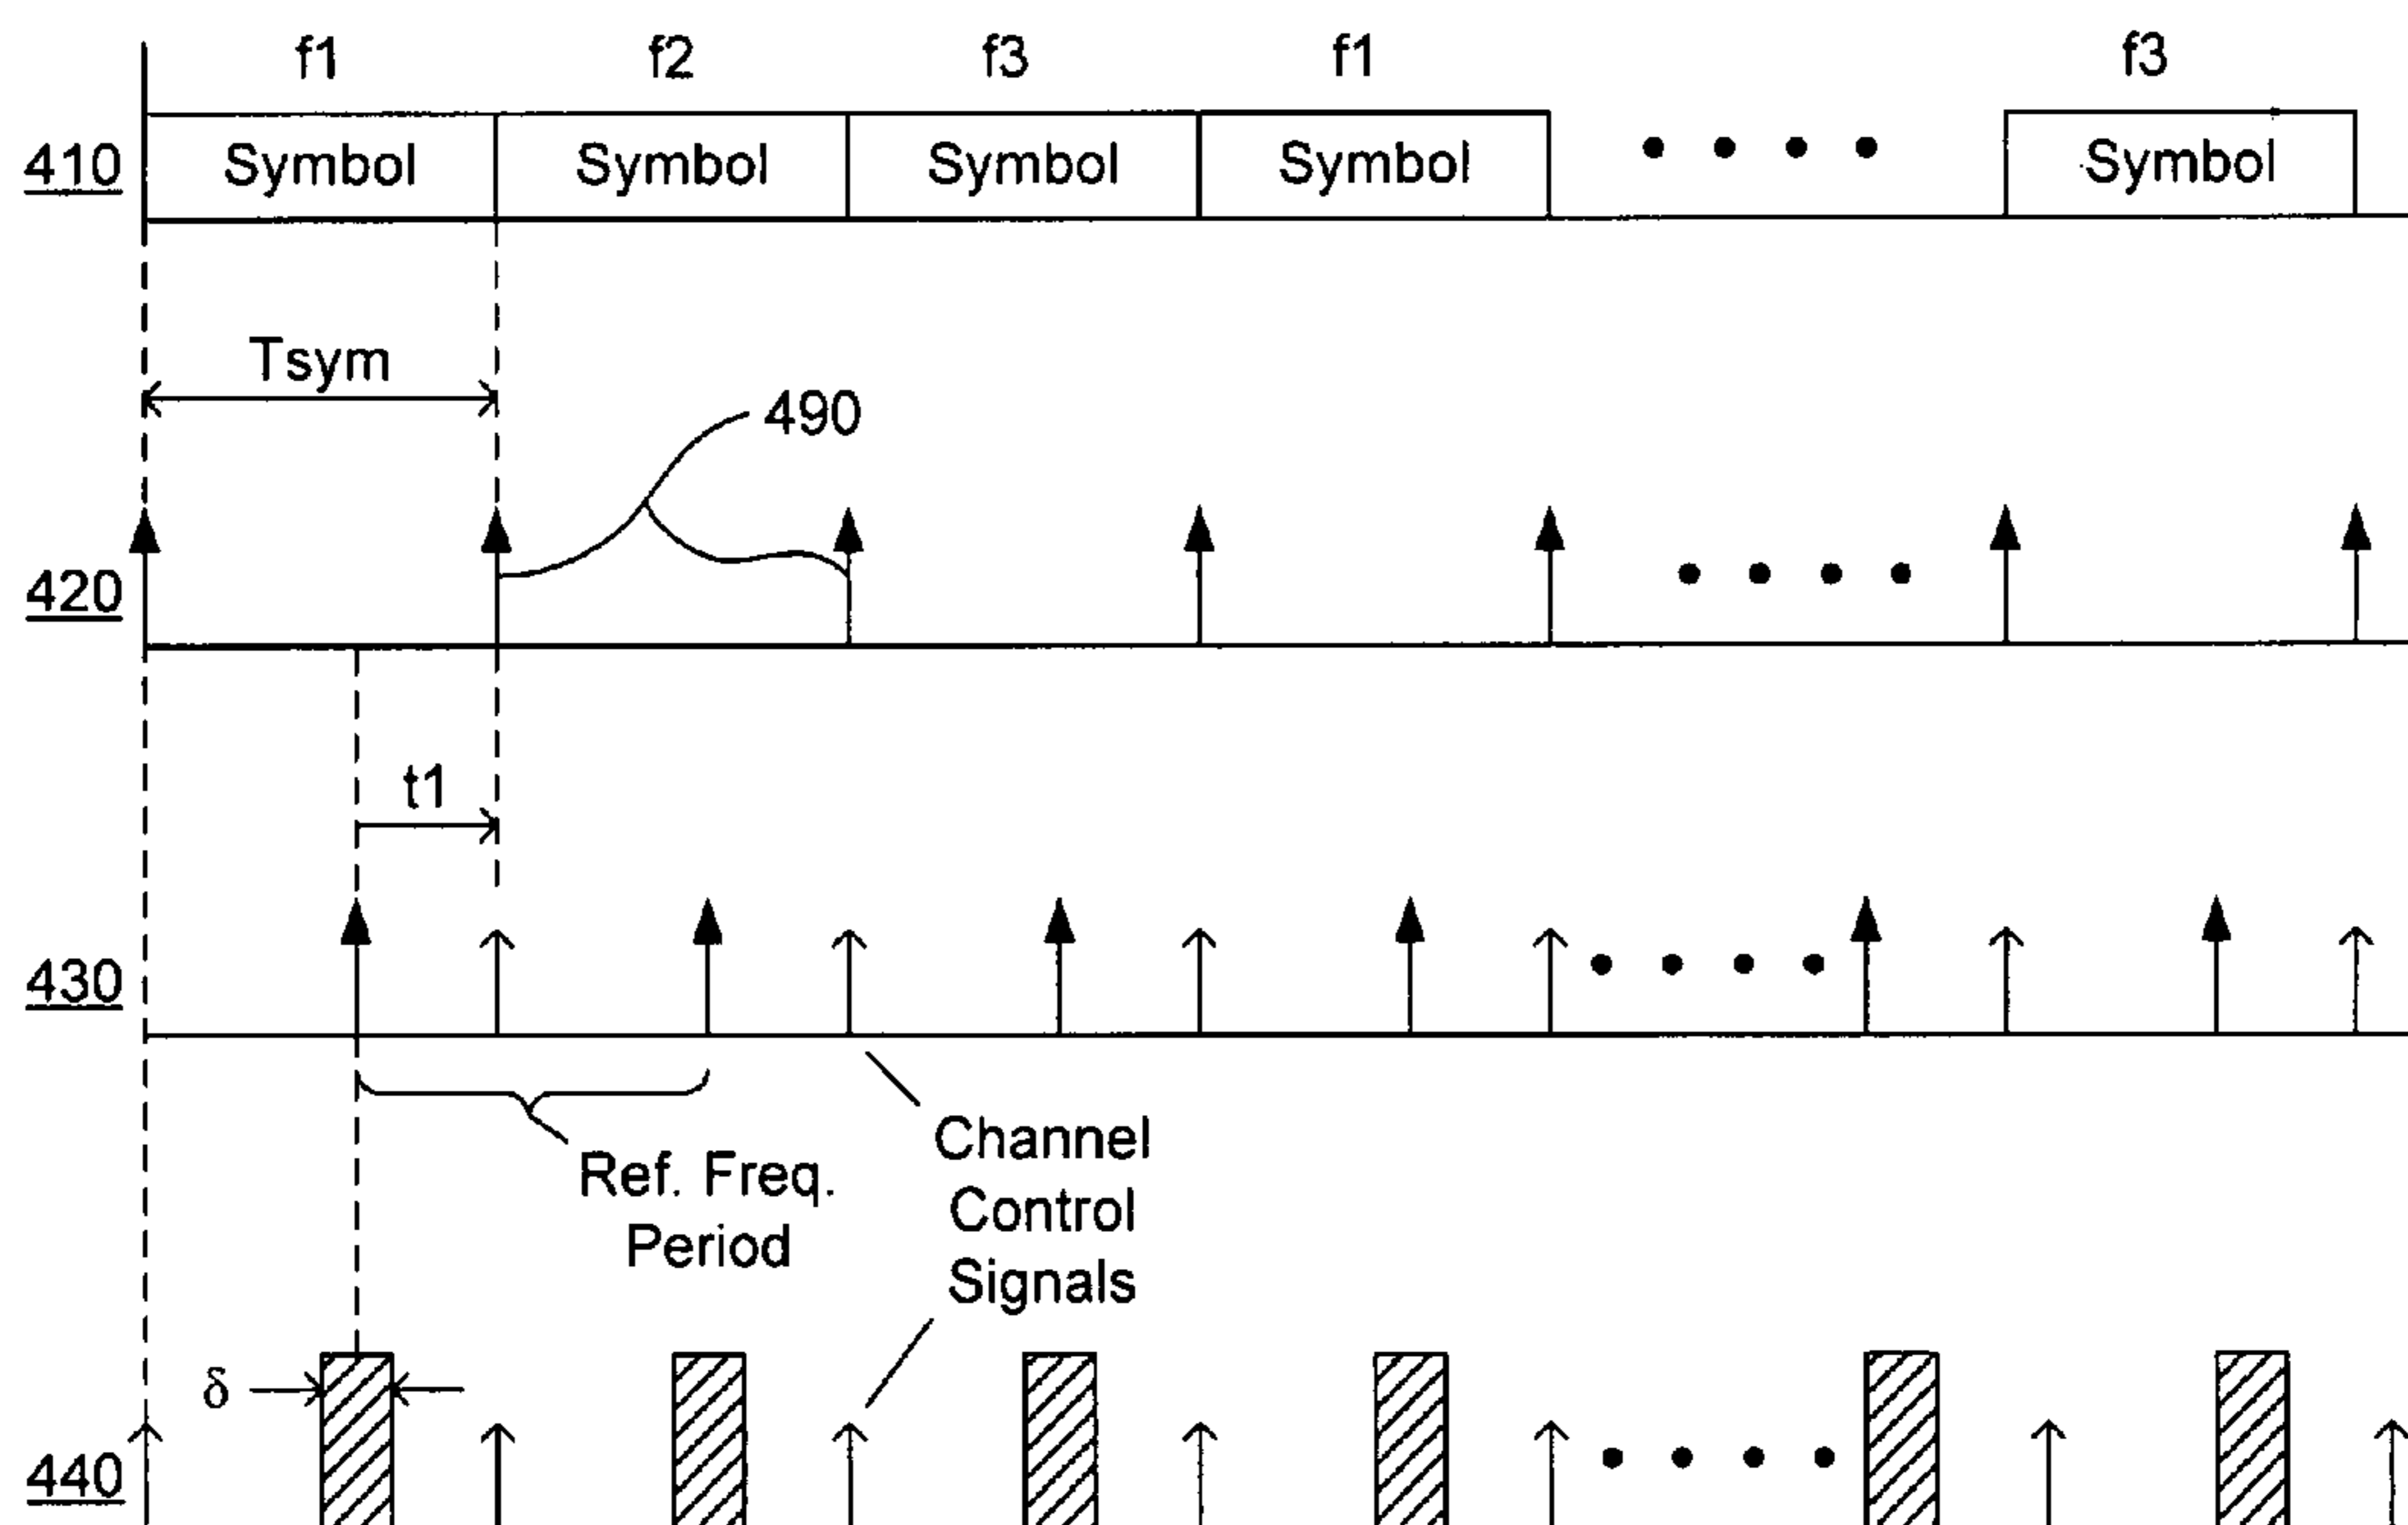 f1 f2 f3 f1 f3
410 Symbol Symbol Symbol Symbol Symbol
Tsym
490
420
t1
430
Channel
Control
Signals
Ref. Freq.
Period
δ
440